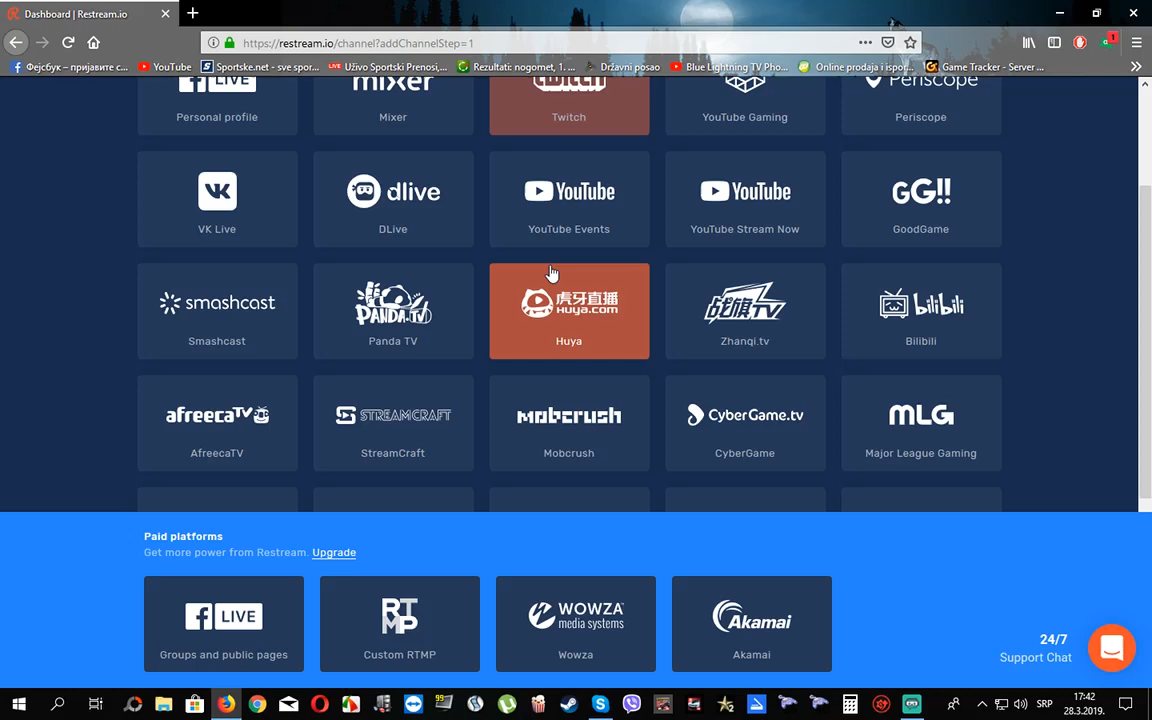 Dashboard | Restream.io
https://restream.io/channel?addChannelStep=1
1
Фејсбук – пријавите с...
YouTube
Sportske.net - sve spor...
Uživo Sportski Prenosi,...
Rezultati: nogomet, 1. ...
Državni posao
Blue Lightning TV Pho...
Online prodaja i ispor...
Game Tracker - Server ...
LIVE
mixer
twitch
Periscope
Personal profile
Mixer
Twitch
YouTube Gaming
Periscope
dlive
YouTube
YouTube
GG!!
VK Live
DLive
YouTube Events
YouTube Stream Now
GoodGame
smashcast
PANDA.TV
虎牙直播
HUYA.com
战旗TV
bilibili
Smashcast
Panda TV
Huya
Zhanqi.tv
Bilibili
afreecaTV
STREAMCRAFT
Mobcrush
CyberGame.tv
MLG
AfreecaTV
StreamCraft
Mobcrush
CyberGame
Major League Gaming
Paid platforms
Get more power from Restream. Upgrade
LIVE
RTMP
WOWZA
media systems
Akamai
Groups and public pages
Custom RTMP
Wowza
Akamai
24/7
Support Chat
SRP
17:42
28.3.2019.